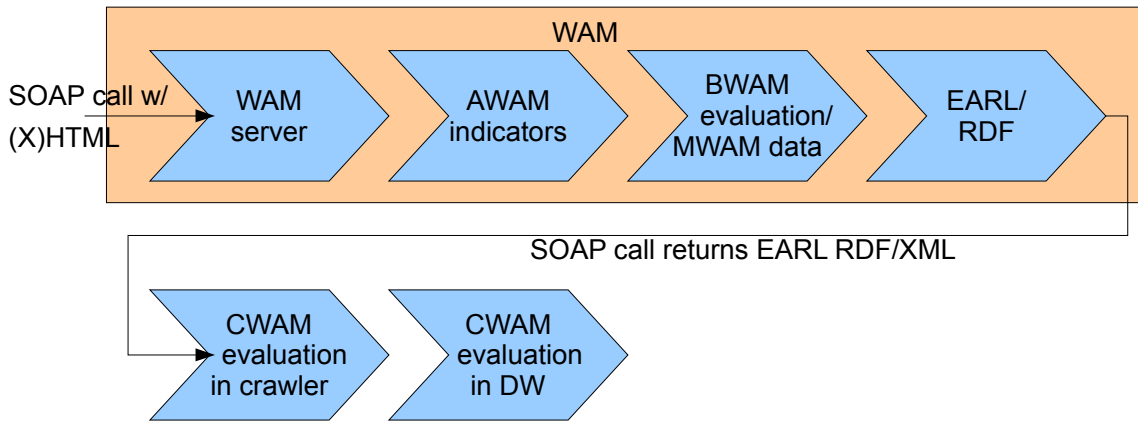 WAM
SOAP call w/
(X)HTML
WAM
server
AWAM
indicators
BWAM
evaluation/
MWAM data
EARL/
RDF
SOAP call returns EARL RDF/XML
CWAM
evaluation
in crawler
CWAM
evaluation
in DW